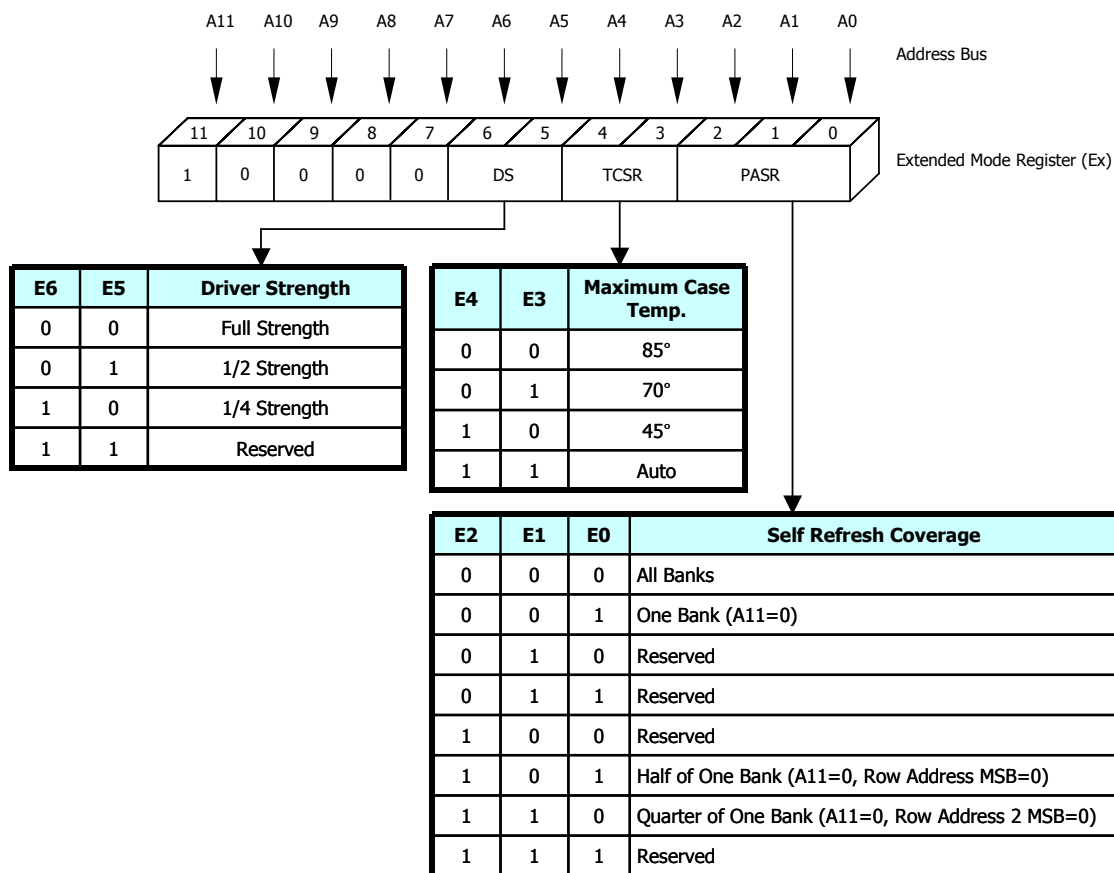 A11 A10 A9 A8 A7 A6 A5 A4 A3 A2 A1 A0
Address Bus
11 10 9 8 7 6 5 4 3 2 1 0
Extended Mode Register (Ex)
1 0 0 0 0 DS TCSR PASR
E6 E5 Driver Strength
0 0 Full Strength
0 1 1/2 Strength
1 0 1/4 Strength
1 1 Reserved
E4 E3 Maximum Case
Temp.
0 0 85°
0 1 70°
1 0 45°
1 1 Auto
E2 E1 E0 Self Refresh Coverage
0 0 0 All Banks
0 0 1 One Bank (A11=0)
0 1 0 Reserved
0 1 1 Reserved
1 0 0 Reserved
1 0 1 Half of One Bank (A11=0, Row Address MSB=0)
1 1 0 Quarter of One Bank (A11=0, Row Address 2 MSB=0)
1 1 1 Reserved